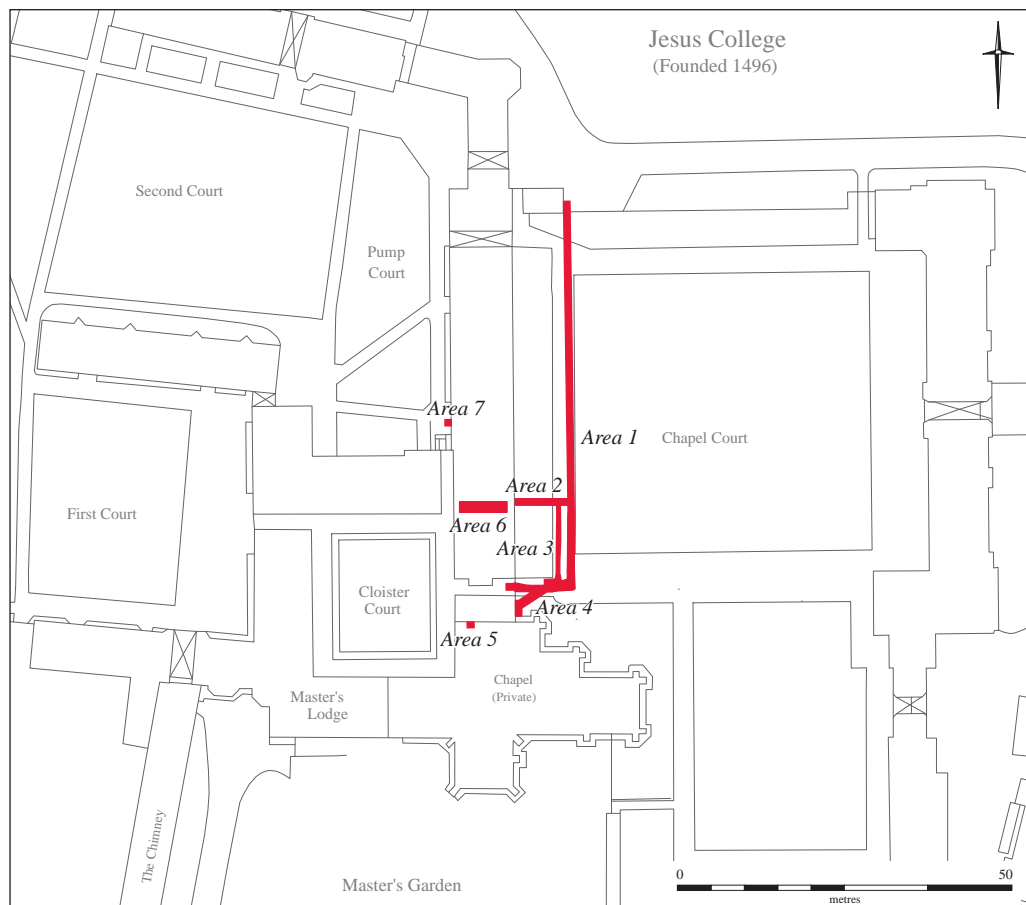 Jesus College
(Founded 1496)
Second Court
Pump
Court
Area 7
Area 1
Chapel Court
Area 2
First Court
Area 6
Area 3
Cloister
Court
Area 4
Area 5
Chapel
(Private)
Master's
Lodge
The Chimney
Master's Garden
0
50
metres